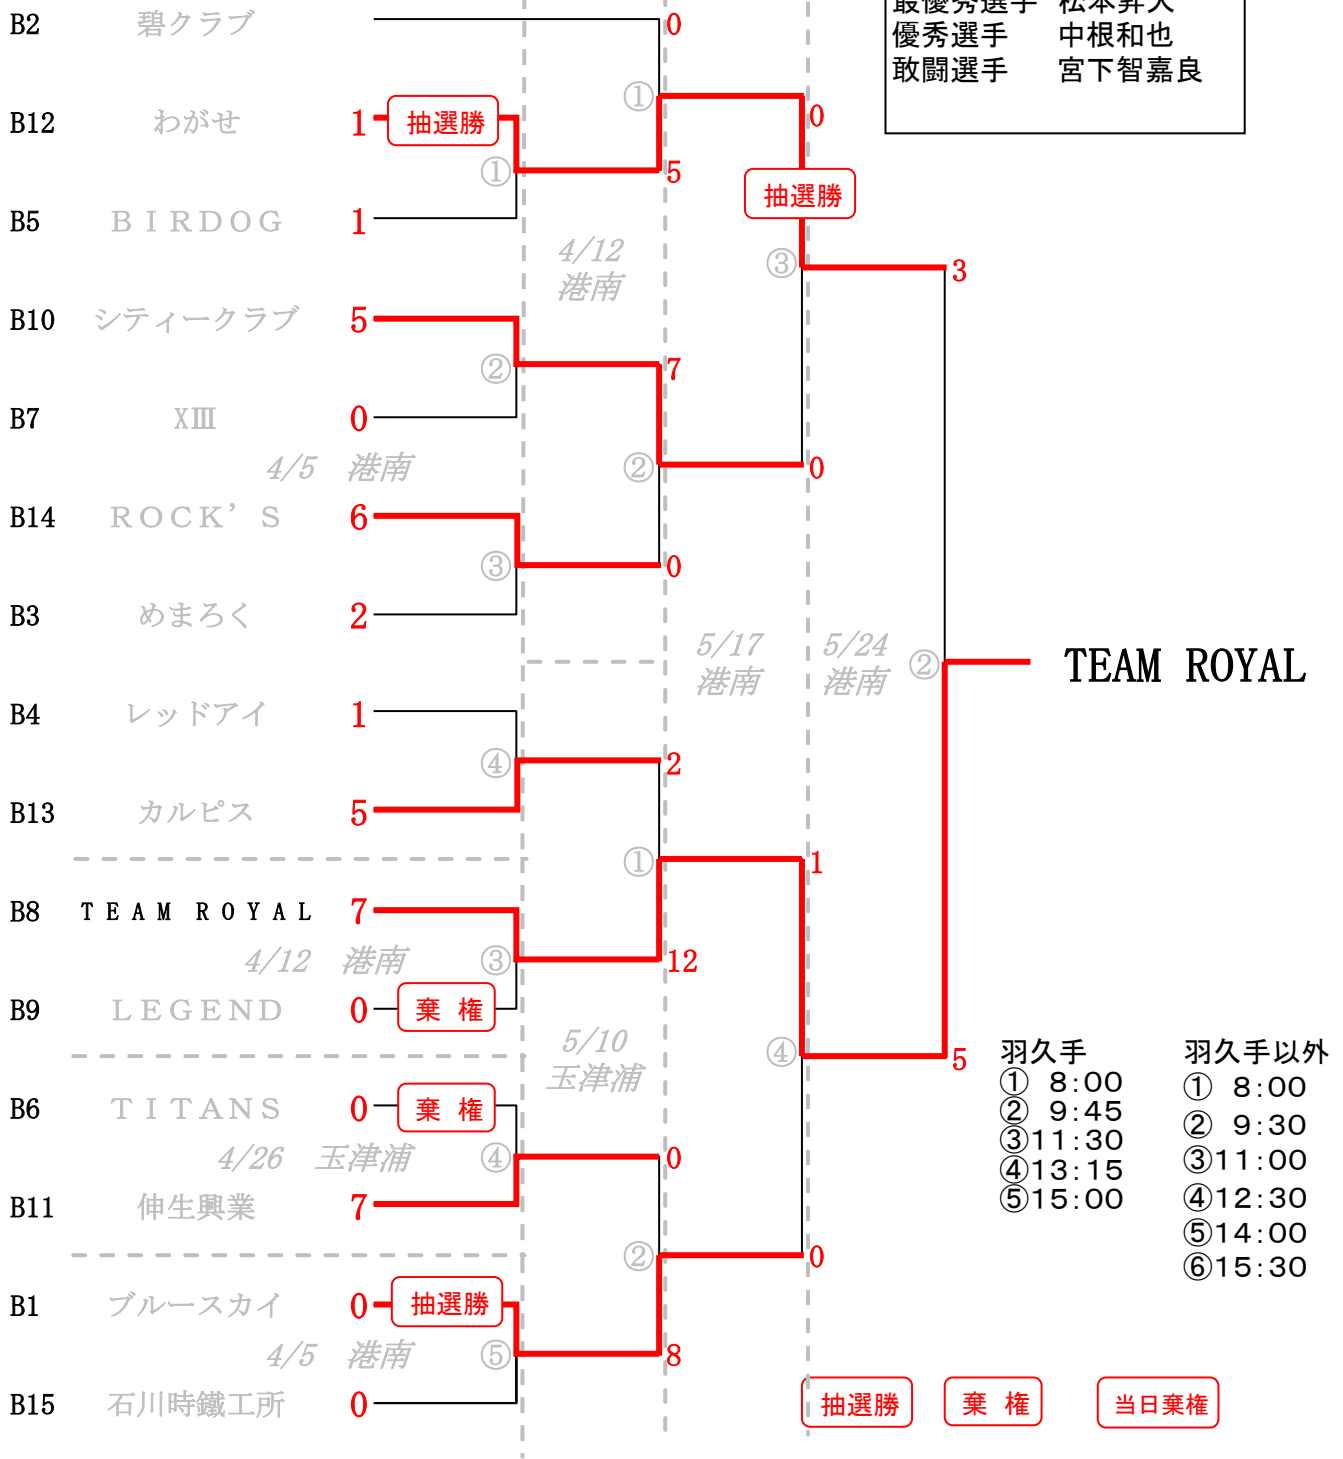 最優秀選手 松本昇大
B2 碧クラブ 0
優秀選手 中根和也
敢闘選手 宮下智嘉良
①
B12 わがせ 1 抽選勝 0
① 5
抽選勝
B5 ＢＩＲＤＯＧ 1
4/12
港南
③ 3
B10 シティークラブ 5
② 7
B7 ⅩⅢ 0
4/5 港南 ② 0
B14 ＲＯＣＫ’Ｓ 6
③ 0
B3 めまろく 2
5/17 5/24
港南 港南
② TEAM ROYAL
B4 レッドアイ 1
④ 2
B13 カルピス 5
① 1
B8 ＴＥＡＭ ＲＯＹＡＬ 7
4/12 港南 ③ 12
B9 ＬＥＧＥＮＤ 0 棄 権
5/10
玉津浦
④ 5
羽久手 羽久手以外
① 8:00 ① 8:00
② 9:45 ② 9:30
③11:30 ③11:00
④13:15 ④12:30
⑤15:00 ⑤14:00
⑥15:30
B6 ＴＩＴＡＮＳ 0 棄 権
4/26 玉津浦 ④ 0
B11 伸生興業 7
② 0
B1 ブルースカイ 0 抽選勝
4/5 港南 ⑤ 8
B15 石川時鐵工所 0
抽選勝 棄 権 当日棄権